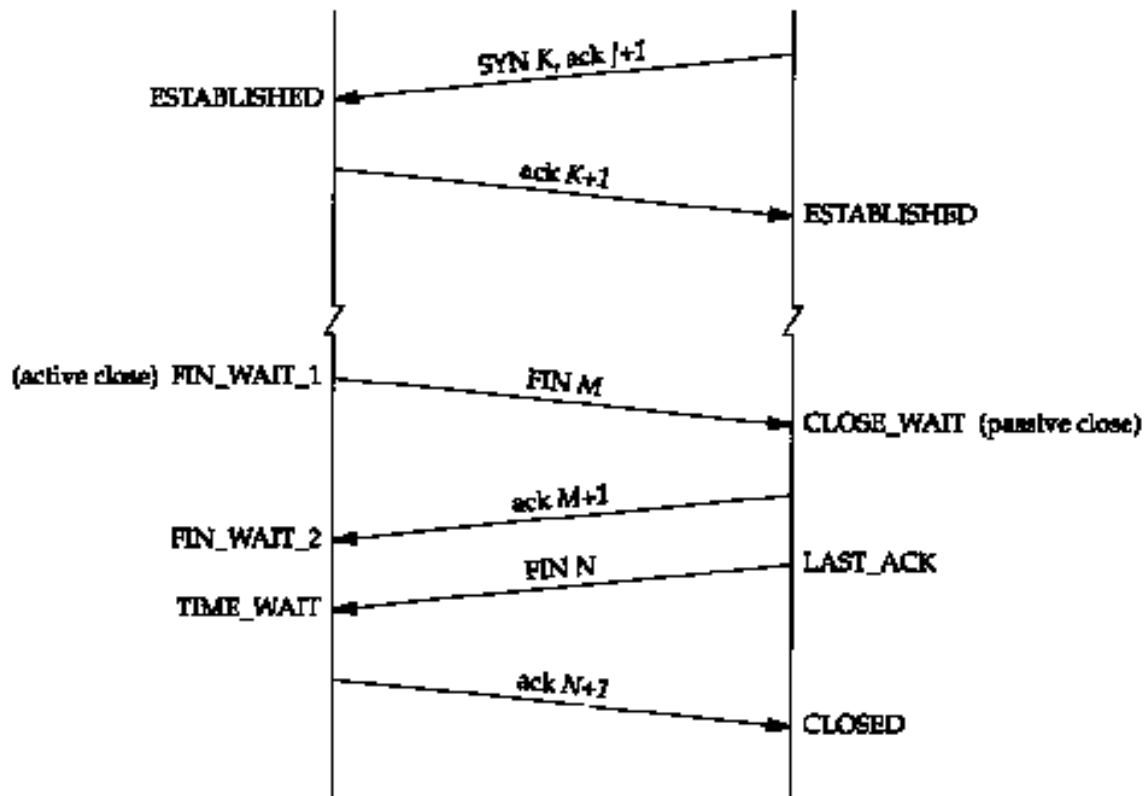 SYN K, ack J+1
ESTABLISHED
ack K+1
ESTABLISHED
(active close) FIN_WAIT_1
FIN M
CLOSE_WAIT (passive close)
ack M+1
FIN_WAIT_2
FIN N
LAST_ACK
TIME_WAIT
ack N+1
CLOSED